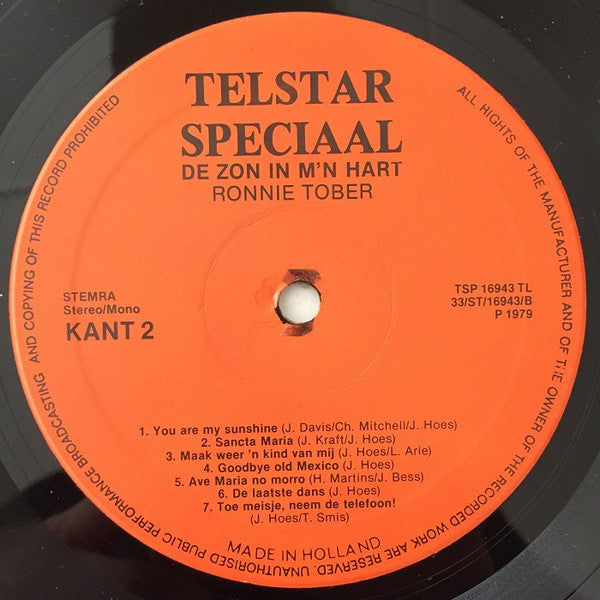 TELSTAR
SPECIAAL
DE ZON IN M'N HART
RONNIE TOBER
STEMRA
Stereo/Mono
KANT 2
TSP 16943 TL
33/ST/16943/B
P 1979
1. You are my sunshine (J. Davis/Ch. Mitchell/J. Hoes)
2. Sancta Maria (J. Kraft/J. Hoes)
3. Maak weer 'n kind van mij (J. Hoes/L. Arie)
4. Goodbye old Mexico (J. Hoes)
5. Ave Maria no morro (H. Martins/J. Bess)
6. De laatste dans (J. Hoes)
7. Toe meisje, neem de telefoon!
(J. Hoes/T. Smis)
MADE IN HOLLAND
ALL RIGHTS OF THE MANUFACTURER AND OF THE OWNER OF THE RECORDED WORK ARE RESERVED. UNAUTHORISED PUBLIC PERFORMANCE BROADCASTING AND COPYING OF THIS RECORD PROHIBITED